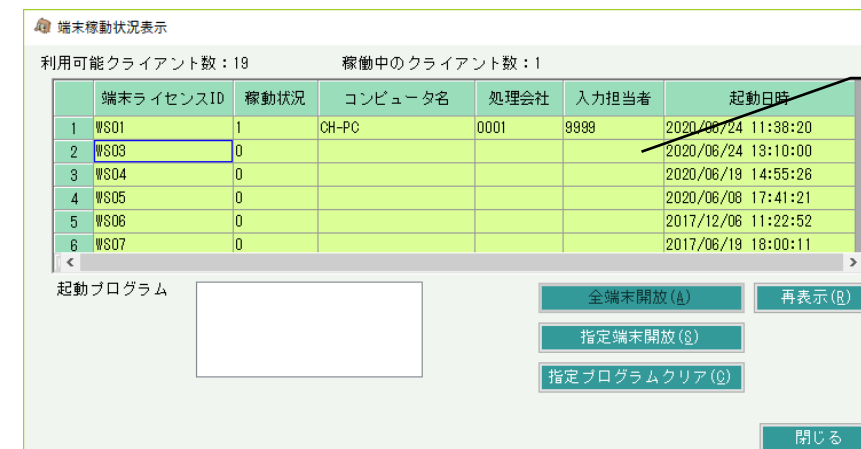 端末稼動状況表示
利用可能クライアント数：19 稼働中のクライアント数：1
端末ライセンスID 稼動状況 コンピュータ名 処理会社 入力担当者 起動日時
1 WS01 1 CH-PC 0001 9999 2020/06/24 11:38:20
2 WS03 0 2020/06/24 13:10:00
3 WS04 0 2020/06/19 14:55:26
4 WS05 0 2020/06/08 17:41:21
5 WS06 0 2017/12/06 11:22:52
6 WS07 0 2017/06/19 18:00:11
起動プログラム
全端末開放(A) 再表示(R)
指定端末開放(S)
指定プログラムクリア(C)
閉じる